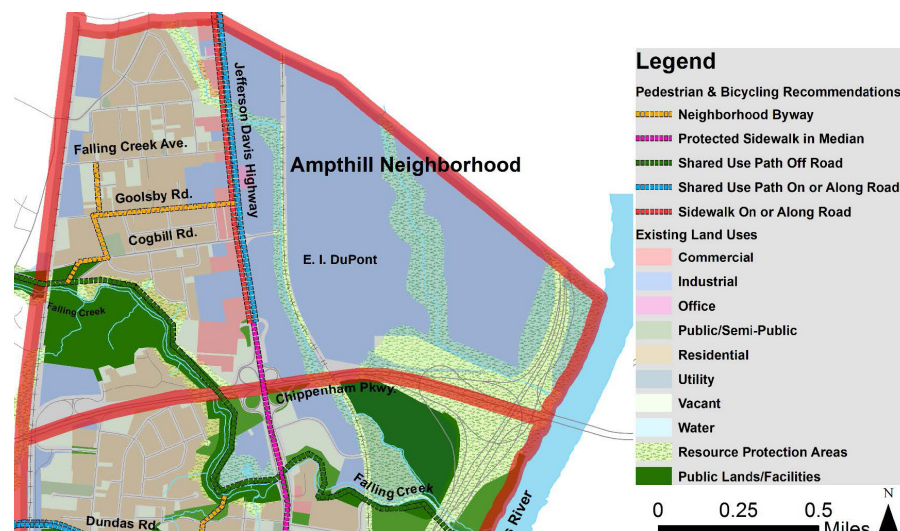 Jefferson Davis Highway
Falling Creek Ave.
Ampthill Neighborhood
Goolsby Rd.
Cogbill Rd.
E. I. DuPont
Falling Creek
Chippenham Pkwy.
Falling Creek
Dundas Rd
s River
Legend
Pedestrian & Bicycling Recommendations
Neighborhood Byway
Protected Sidewalk in Median
Shared Use Path Off Road
Shared Use Path On or Along Road
Sidewalk On or Along Road
Existing Land Uses
Commercial
Industrial
Office
Public/Semi-Public
Residential
Utility
Vacant
Water
Resource Protection Areas
Public Lands/Facilities
N
0 0.25 0.5
Miles